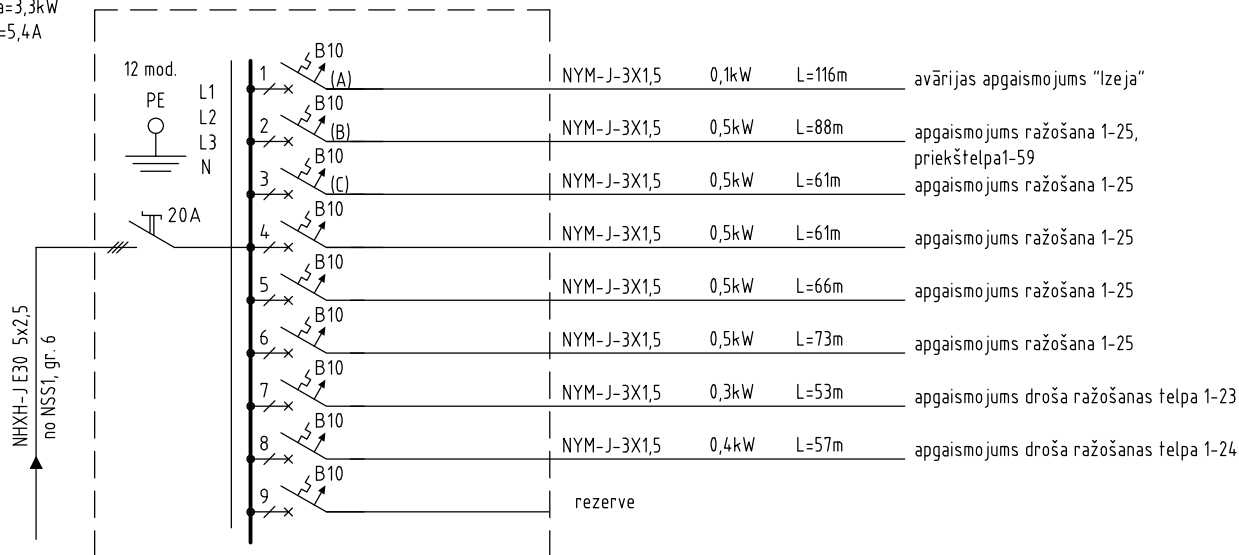 a=3,3kW
=5,4A
12 mod.
PE
L1
L2
L3
N
20A
NHXH-J E30 5x2,5
no NSS1, gr. 6
1 B10 (A) NYM-J-3X1,5 0,1kW L=116m avārijas apgaismojums "Izeja"
2 B10 (B) NYM-J-3X1,5 0,5kW L=88m apgaismojums ražošana 1-25,
priekštelpa1-59
3 B10 (C) NYM-J-3X1,5 0,5kW L=61m apgaismojums ražošana 1-25
4 B10 NYM-J-3X1,5 0,5kW L=61m apgaismojums ražošana 1-25
5 B10 NYM-J-3X1,5 0,5kW L=66m apgaismojums ražošana 1-25
6 B10 NYM-J-3X1,5 0,5kW L=73m apgaismojums ražošana 1-25
7 B10 NYM-J-3X1,5 0,3kW L=53m apgaismojums droša ražošanas telpa 1-23
8 B10 NYM-J-3X1,5 0,4kW L=57m apgaismojums droša ražošanas telpa 1-24
9 B10 rezerve